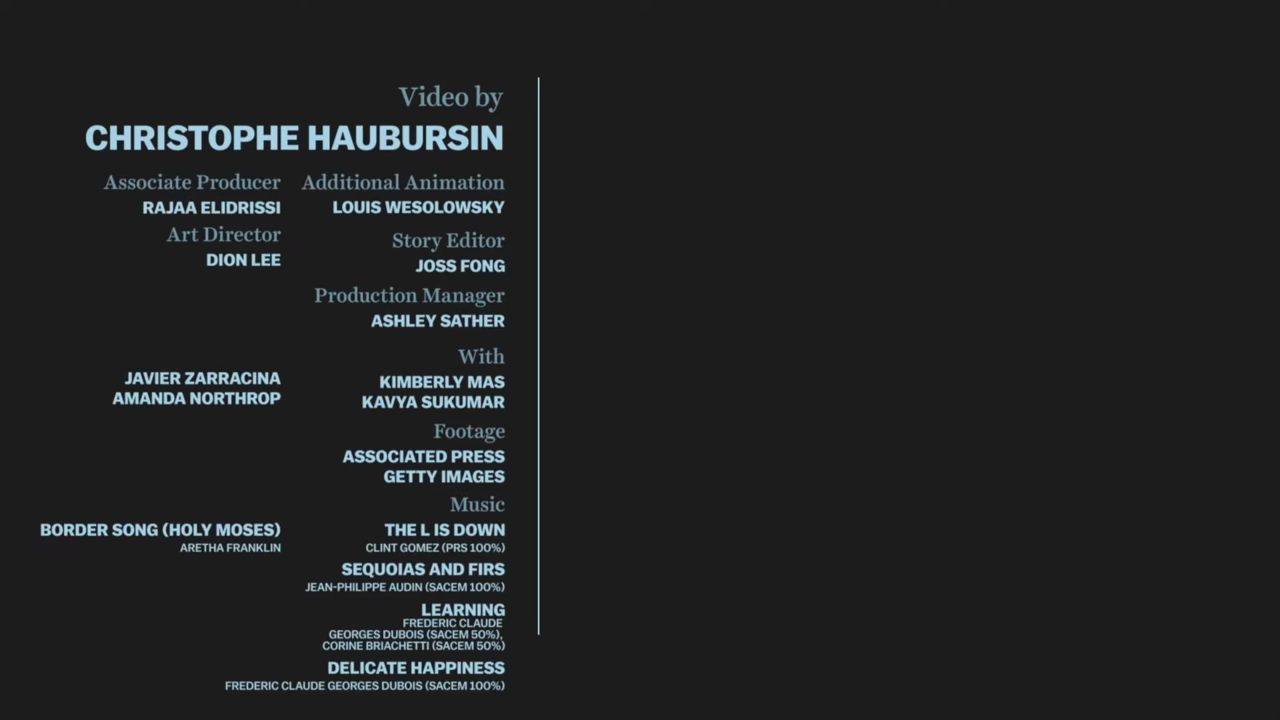 Video by
CHRISTOPHE HAUBURSIN
Associate Producer
RAJAA ELIDRISSI
Additional Animation
LOUIS WESOLOWSKY
Art Director
DION LEE
Story Editor
JOSS FONG
Production Manager
ASHLEY SATHER
With
JAVIER ZARRACINA
KIMBERLY MAS
AMANDA NORTHROP
KAVYA SUKUMAR
Footage
ASSOCIATED PRESS
GETTY IMAGES
Music
BORDER SONG (HOLY MOSES)
ARETHA FRANKLIN
THE L IS DOWN
CLINT GOMEZ (PRS 100%)
SEQUOIAS AND FIRS
JEAN-PHILIPPE AUDIN (SACEM 100%)
LEARNING
FREDERIC CLAUDE
GEORGES DUBOIS (SACEM 50%),
CORINE BRIACHETTI (SACEM 50%)
DELICATE HAPPINESS
FREDERIC CLAUDE GEORGES DUBOIS (SACEM 100%)